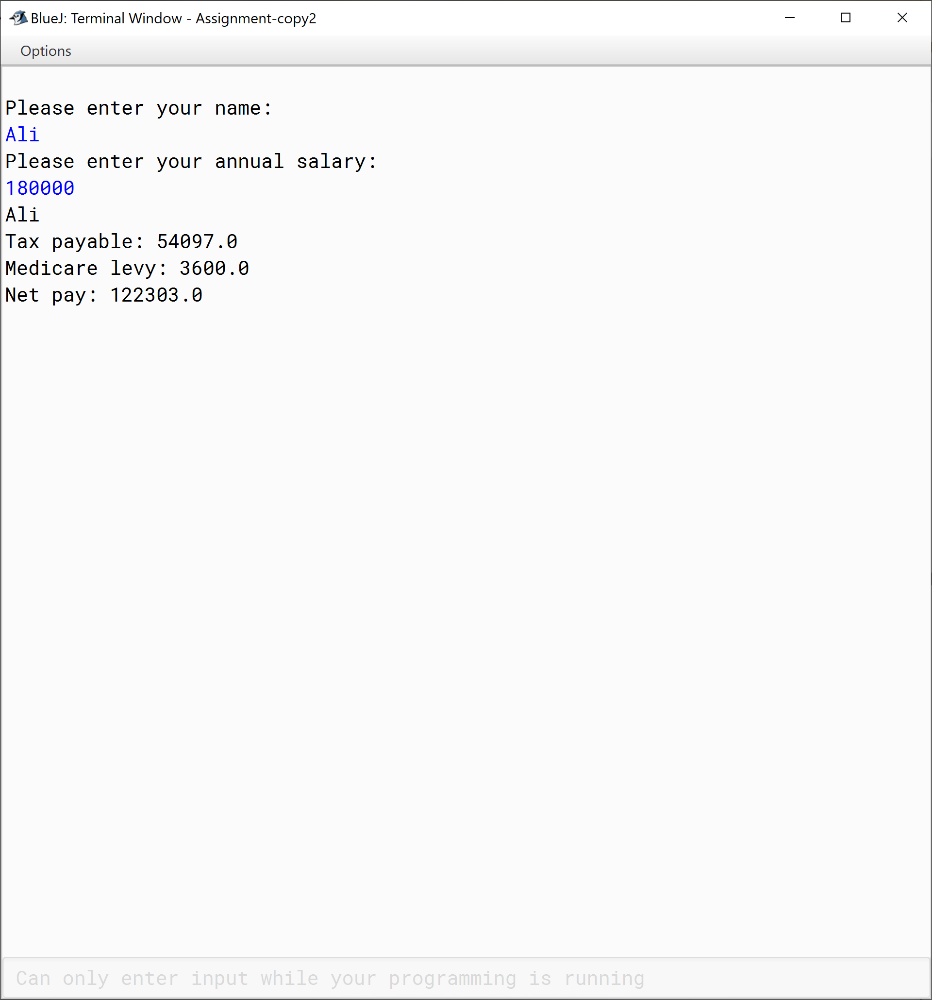 BlueJ: Terminal Window - Assignment-copy2
Options
Please enter your name:
Ali
Please enter your annual salary:
180000
Ali
Tax payable: 54097.0
Medicare levy: 3600.0
Net pay: 122303.0
Can only enter input while your programming is running